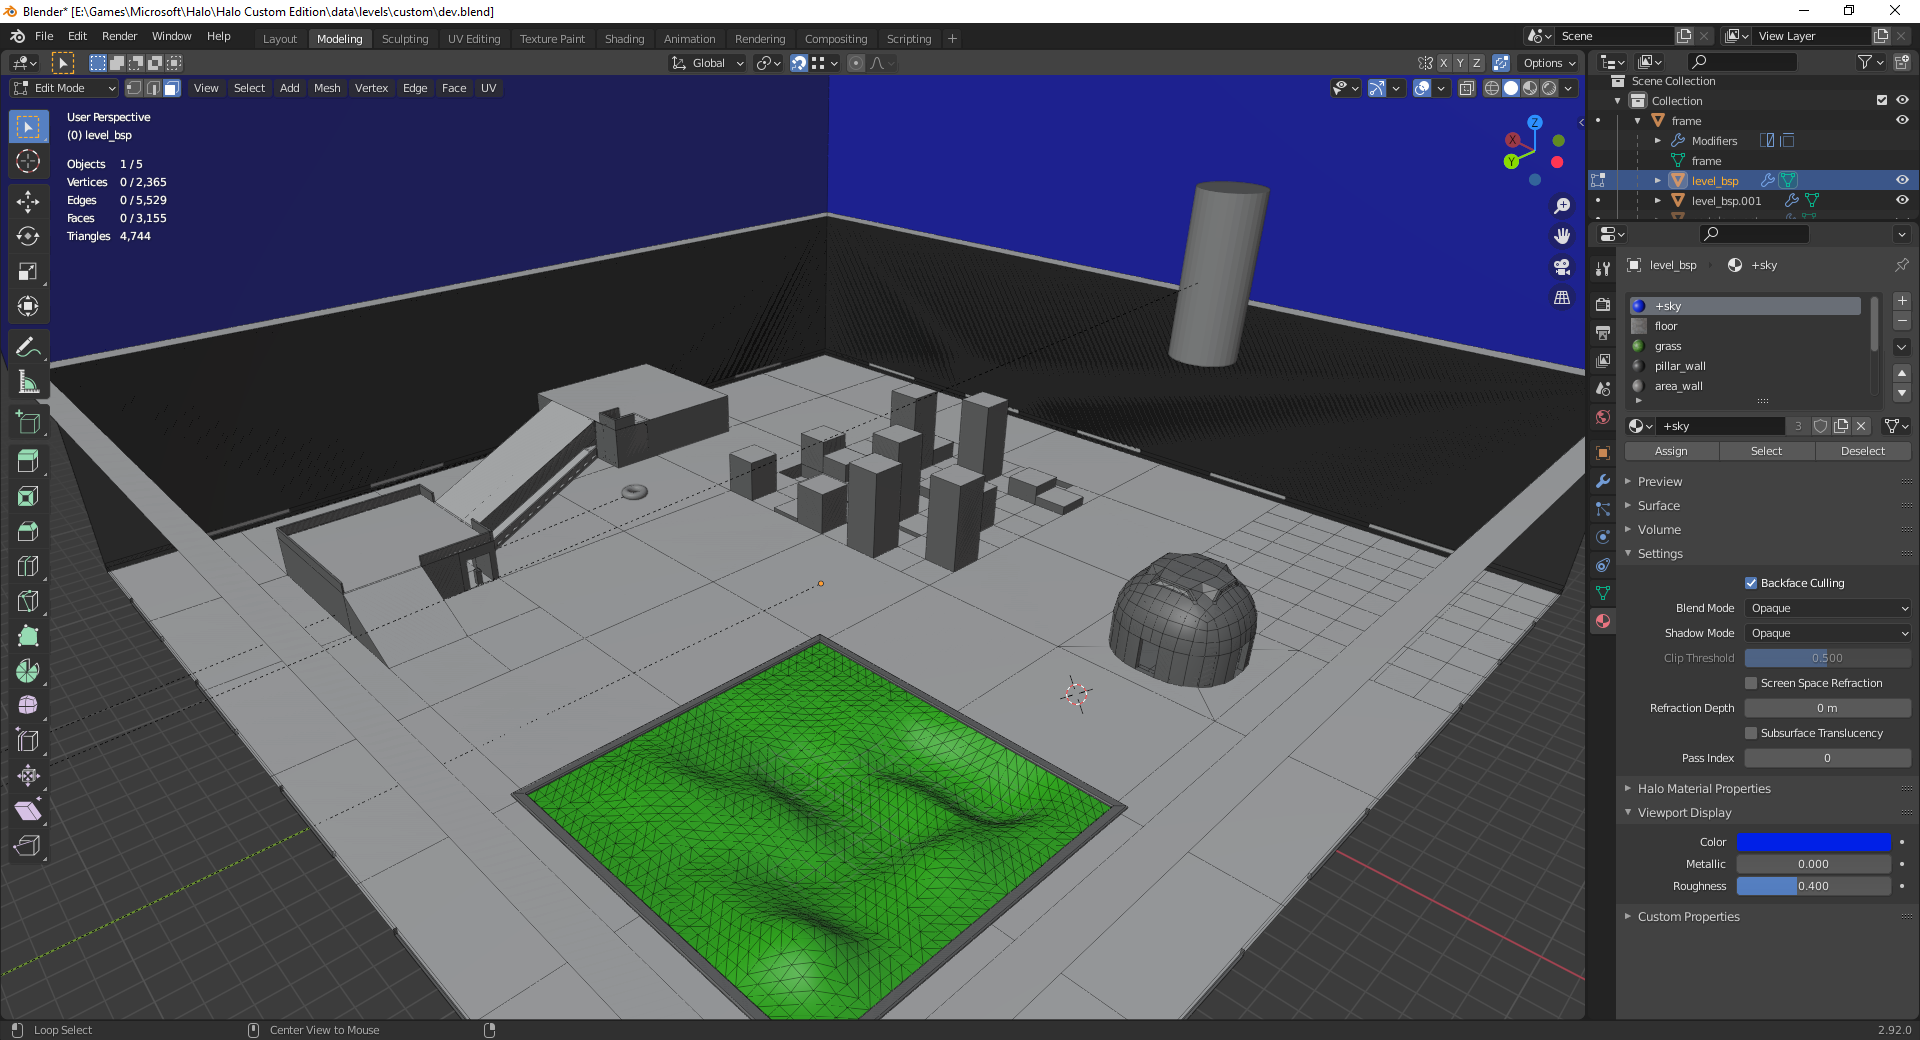 Blender* [E:\Games\Microsoft\Halo\Halo Custom Edition\data\levels\custom\dev.blend]
File Edit Render Window Help
Layout Modeling Sculpting UV Editing Texture Paint Shading Animation Rendering Compositing Scripting +
Scene
View Layer
Global
X Y Z
Options
Edit Mode
View Select Add Mesh Vertex Edge Face UV
User Perspective
(0) level_bsp
Objects 1 / 5
Vertices 0 / 2,365
Edges 0 / 5,529
Faces 0 / 3,155
Triangles 4,744
Z
X
Y
Scene Collection
Collection
frame
Modifiers
frame
level_bsp
level_bsp.001
level_bsp
+sky
+sky
floor
grass
pillar_wall
area_wall
+sky
3
Assign Select Deselect
Preview
Surface
Volume
Settings
Backface Culling
Blend Mode Opaque
Shadow Mode Opaque
Clip Threshold 0.500
Screen Space Refraction
Refraction Depth 0 m
Subsurface Translucency
Pass Index 0
Halo Material Properties
Viewport Display
Color
Metallic 0.000
Roughness 0.400
Custom Properties
Loop Select
Center View to Mouse
2.92.0